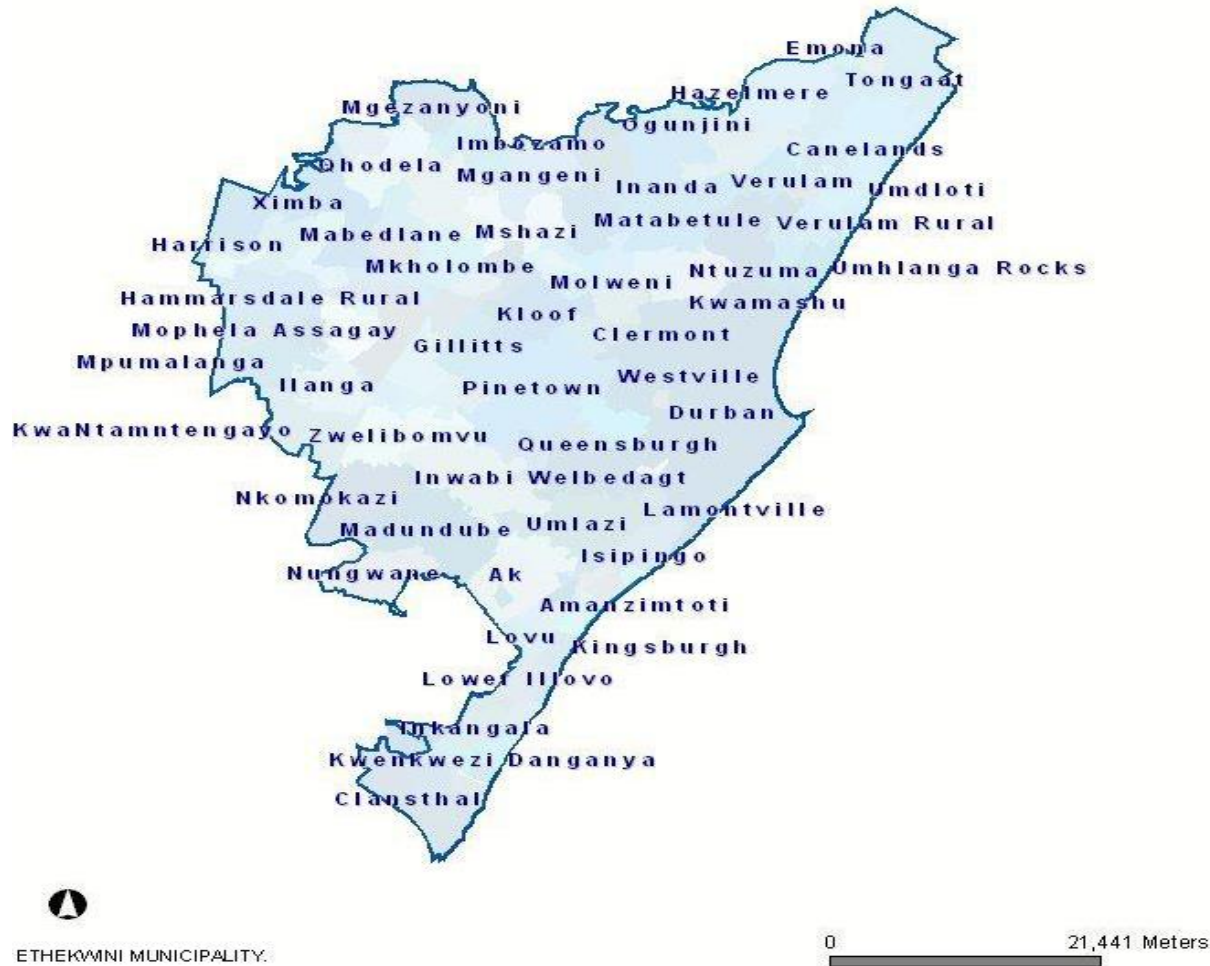 Emona
Tongaat
Hazelmere
Mgezanyoni
Ogunjini
Imbozamo
Canelands
Qhodela
Mgangeni
Inanda
Verulam
Umdloti
Ximba
Matabetule
Verulam Rural
Mabedlane
Mshazi
Harrison
Mkholombe
Molweni
Ntuzuma
Umhlanga Rocks
Hammarsdale Rural
Kwamashu
Kloof
Mophela
Assagay
Clermont
Gillitts
Mpumalanga
Westville
Ilanga
Pinetown
Durban
KwaNtamntengayo
Zwelibomvu
Queensburgh
Inwabi
Welbedagt
Nkomokazi
Lamontville
Madundube
Umlazi
Isipingo
Nungwane
Ak
Amanzimtoti
Lovu
Kingsburgh
Lower Illovo
Inkangala
Kwenkwezi
Danganya
Clansthal
0
21,441 Meters
ETHEKWINI MUNICIPALITY.